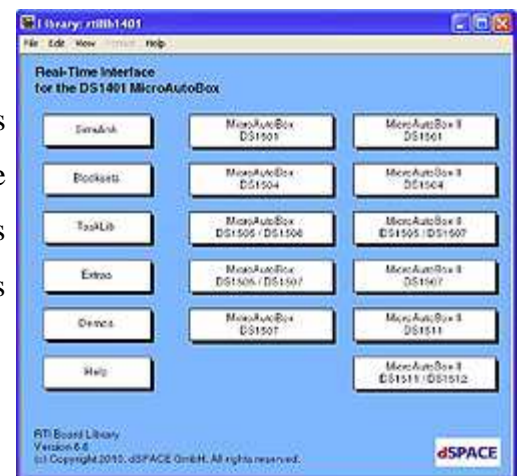 Library: rtilib1401
File Edit View Format Help
Real-Time Interface
for the DS1401 MicroAutoBox
Simulink
MicroAutoBox
DS1501
MicroAutoBox II
DS1501
Blocksets
MicroAutoBox
DS1504
MicroAutoBox II
DS1504
TaskLib
MicroAutoBox
DS1505 / DS1506
MicroAutoBox II
DS1505 / DS1507
Extras
MicroAutoBox
DS1506 / DS1507
MicroAutoBox II
DS1507
Demos
MicroAutoBox
DS1507
MicroAutoBox II
DS1511
Help
MicroAutoBox II
DS1511 / DS1512
RTI Board Library
Version 6.6
(c) Copyright 2010, dSPACE GmbH. All rights reserved.
dSPACE
s
e
s
s